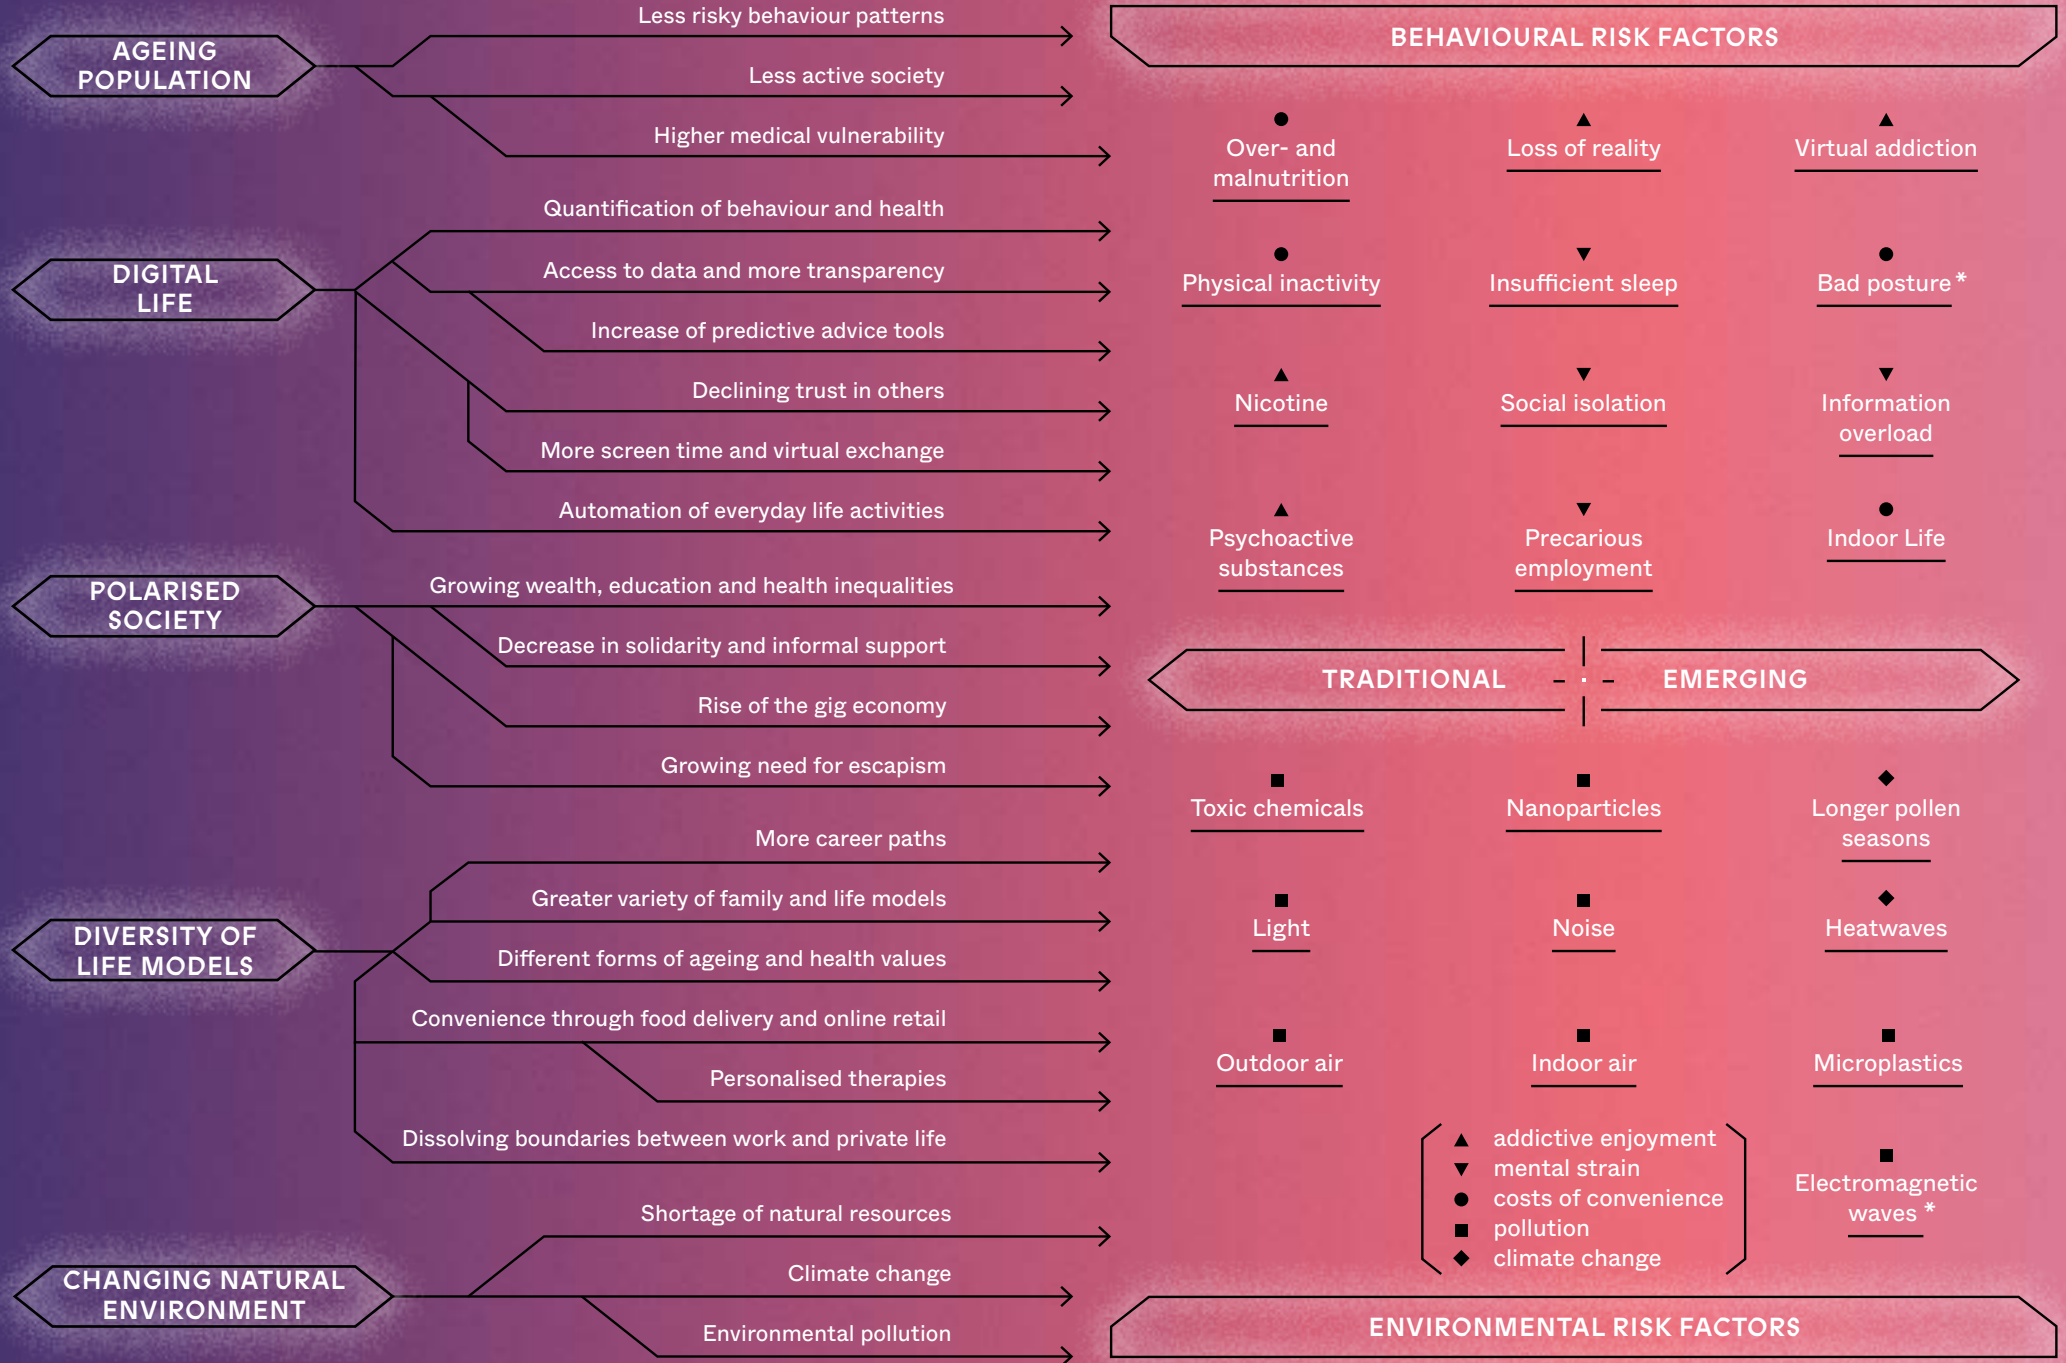 AGEING
POPULATION
Less risky behaviour patterns
Less active society
Higher medical vulnerability
DIGITAL
LIFE
Quantification of behaviour and health
Access to data and more transparency
Increase of predictive advice tools
Declining trust in others
More screen time and virtual exchange
Automation of everyday life activities
POLARISED
SOCIETY
Growing wealth, education and health inequalities
Decrease in solidarity and informal support
Rise of the gig economy
Growing need for escapism
DIVERSITY OF
LIFE MODELS
More career paths
Greater variety of family and life models
Different forms of ageing and health values
Convenience through food delivery and online retail
Personalised therapies
Dissolving boundaries between work and private life
CHANGING NATURAL
ENVIRONMENT
Shortage of natural resources
Climate change
Environmental pollution
BEHAVIOURAL RISK FACTORS
Over- and
malnutrition
Loss of reality
Virtual addiction
Physical inactivity
Insufficient sleep
Bad posture *
Nicotine
Social isolation
Information
overload
Psychoactive
substances
Precarious
employment
Indoor Life
TRADITIONAL
EMERGING
Toxic chemicals
Nanoparticles
Longer pollen
seasons
Light
Noise
Heatwaves
Outdoor air
Indoor air
Microplastics
addictive enjoyment
mental strain
costs of convenience
pollution
climate change
Electromagnetic
waves *
ENVIRONMENTAL RISK FACTORS